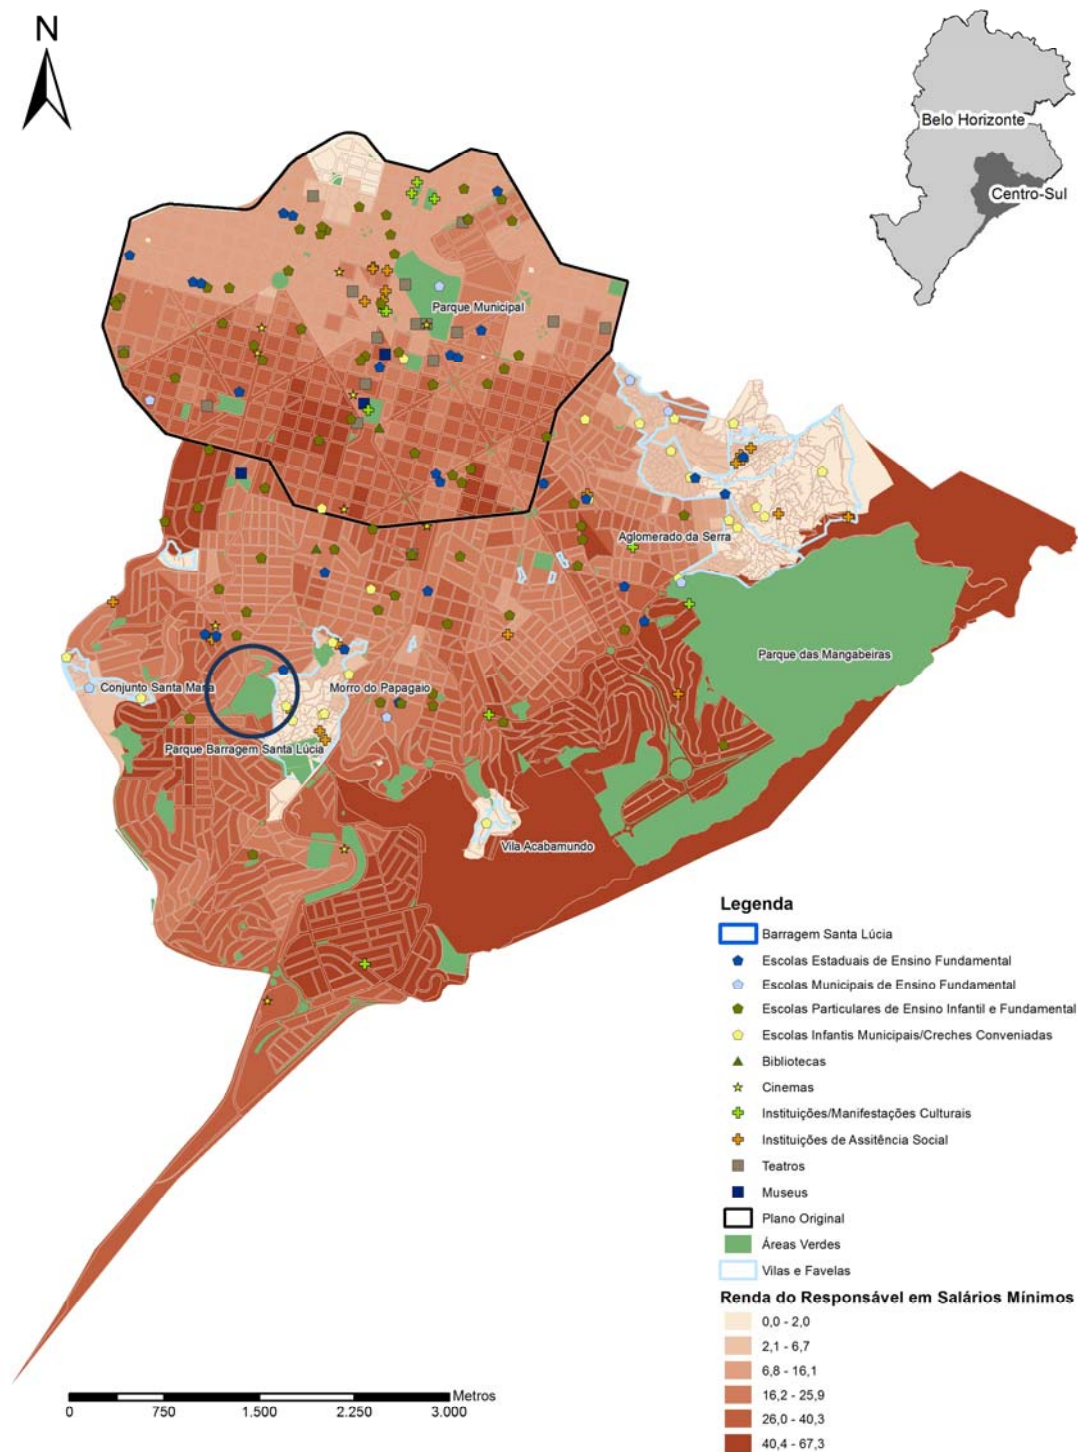 N
Belo Horizonte
Centro-Sul
Parque Municipal
Aglomerado da Serra
Parque das Mangabeiras
Conjunto Santa Maria
Morro do Papagaio
Parque Barragem Santa Lúcia
Vila Acabamundo
Legenda
Barragem Santa Lúcia
Escolas Estaduais de Ensino Fundamental
Escolas Municipais de Ensino Fundamental
Escolas Particulares de Ensino Infantil e Fundamental
Escolas Infantis Municipais/Creches Conveniadas
Bibliotecas
Cinemas
Instituições/Manifestações Culturais
Instituições de Assitência Social
Teatros
Museus
Plano Original
Áreas Verdes
Vilas e Favelas
Renda do Responsável em Salários Mínimos
0,0 - 2,0
2,1 - 6,7
6,8 - 16,1
16,2 - 25,9
26,0 - 40,3
40,4 - 67,3
Metros
0 750 1.500 2.250 3.000